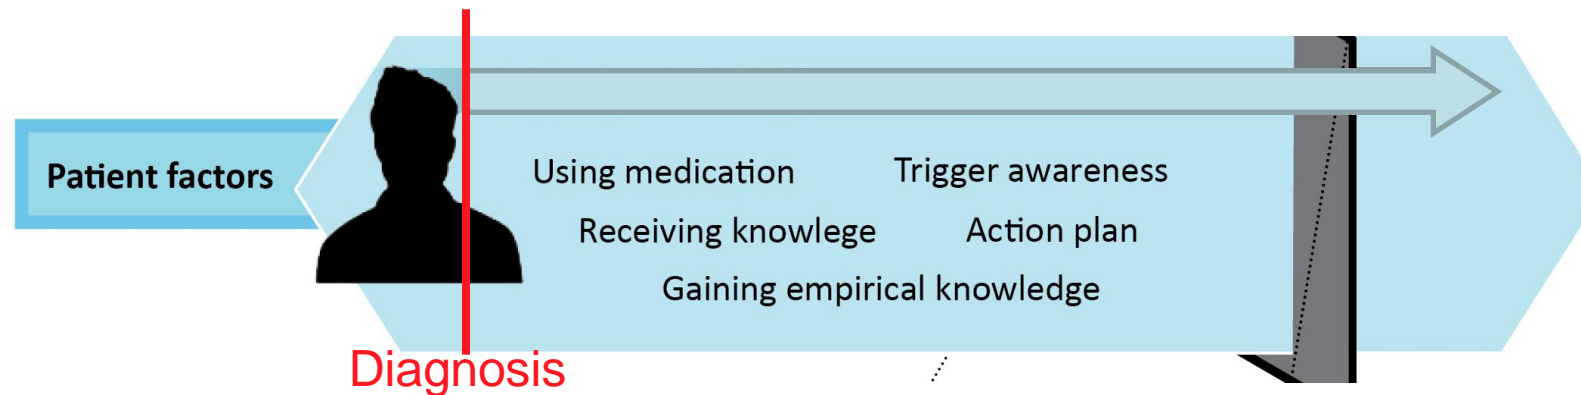 Patient factors
Using medication
Trigger awareness
Receiving knowlege
Action plan
Gaining empirical knowledge
Diagnosis